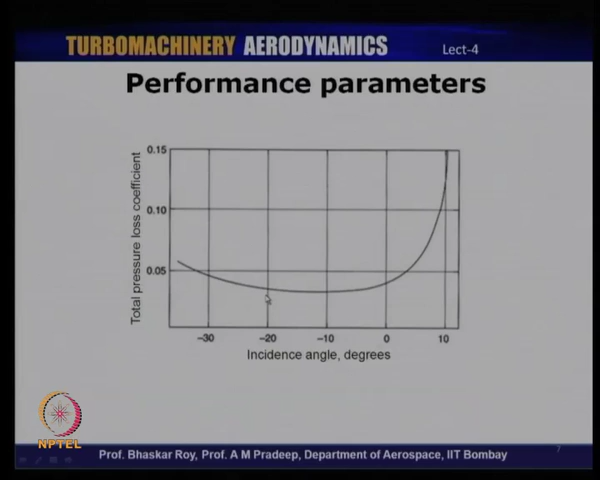 TURBOMACHINERY AERODYNAMICS
Lect-4
Performance parameters
Total pressure loss coefficient
0.15
0.10
0.05
-30 -20 -10 0 10
Incidence angle, degrees
NPTEL
Prof. Bhaskar Roy, Prof. A M Pradeep, Department of Aerospace, IIT Bombay
7